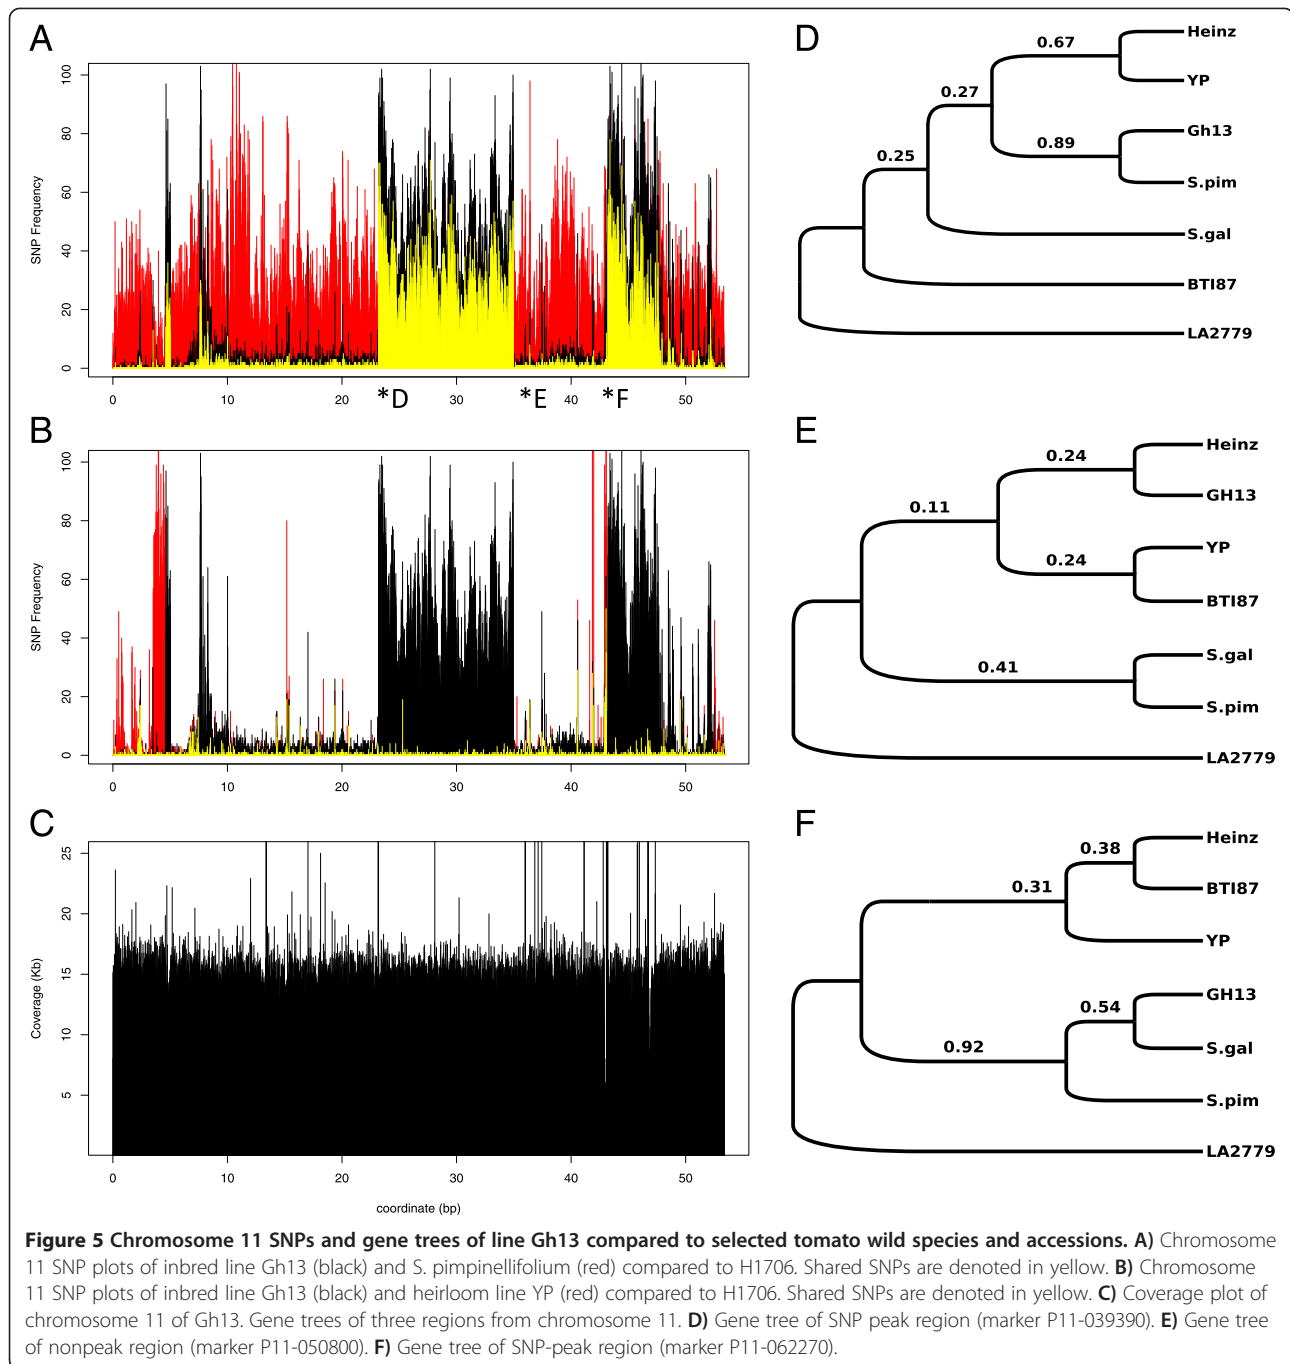 A
SNP Frequency
100
80
60
40
20
0
0 10 20 30 40 50
*D *E *F
B
SNP Frequency
100
80
60
40
20
0
0 10 20 30 40 50
C
Coverage (Kb)
25
20
15
10
5
0 10 20 30 40 50
coordinate (bp)
D
0.67
0.27
0.89
0.25
Heinz
YP
Gh13
S.pim
S.gal
BTI87
LA2779
E
0.24
0.11
0.24
0.41
Heinz
GH13
YP
BTI87
S.gal
S.pim
LA2779
F
0.38
0.31
0.54
0.92
Heinz
BTI87
YP
GH13
S.gal
S.pim
LA2779
Figure 5 Chromosome 11 SNPs and gene trees of line Gh13 compared to selected tomato wild species and accessions. A) Chromosome
11 SNP plots of inbred line Gh13 (black) and S. pimpinellifolium (red) compared to H1706. Shared SNPs are denoted in yellow. B) Chromosome
11 SNP plots of inbred line Gh13 (black) and heirloom line YP (red) compared to H1706. Shared SNPs are denoted in yellow. C) Coverage plot of
chromosome 11 of Gh13. Gene trees of three regions from chromosome 11. D) Gene tree of SNP peak region (marker P11-039390). E) Gene tree
of nonpeak region (marker P11-050800). F) Gene tree of SNP-peak region (marker P11-062270).